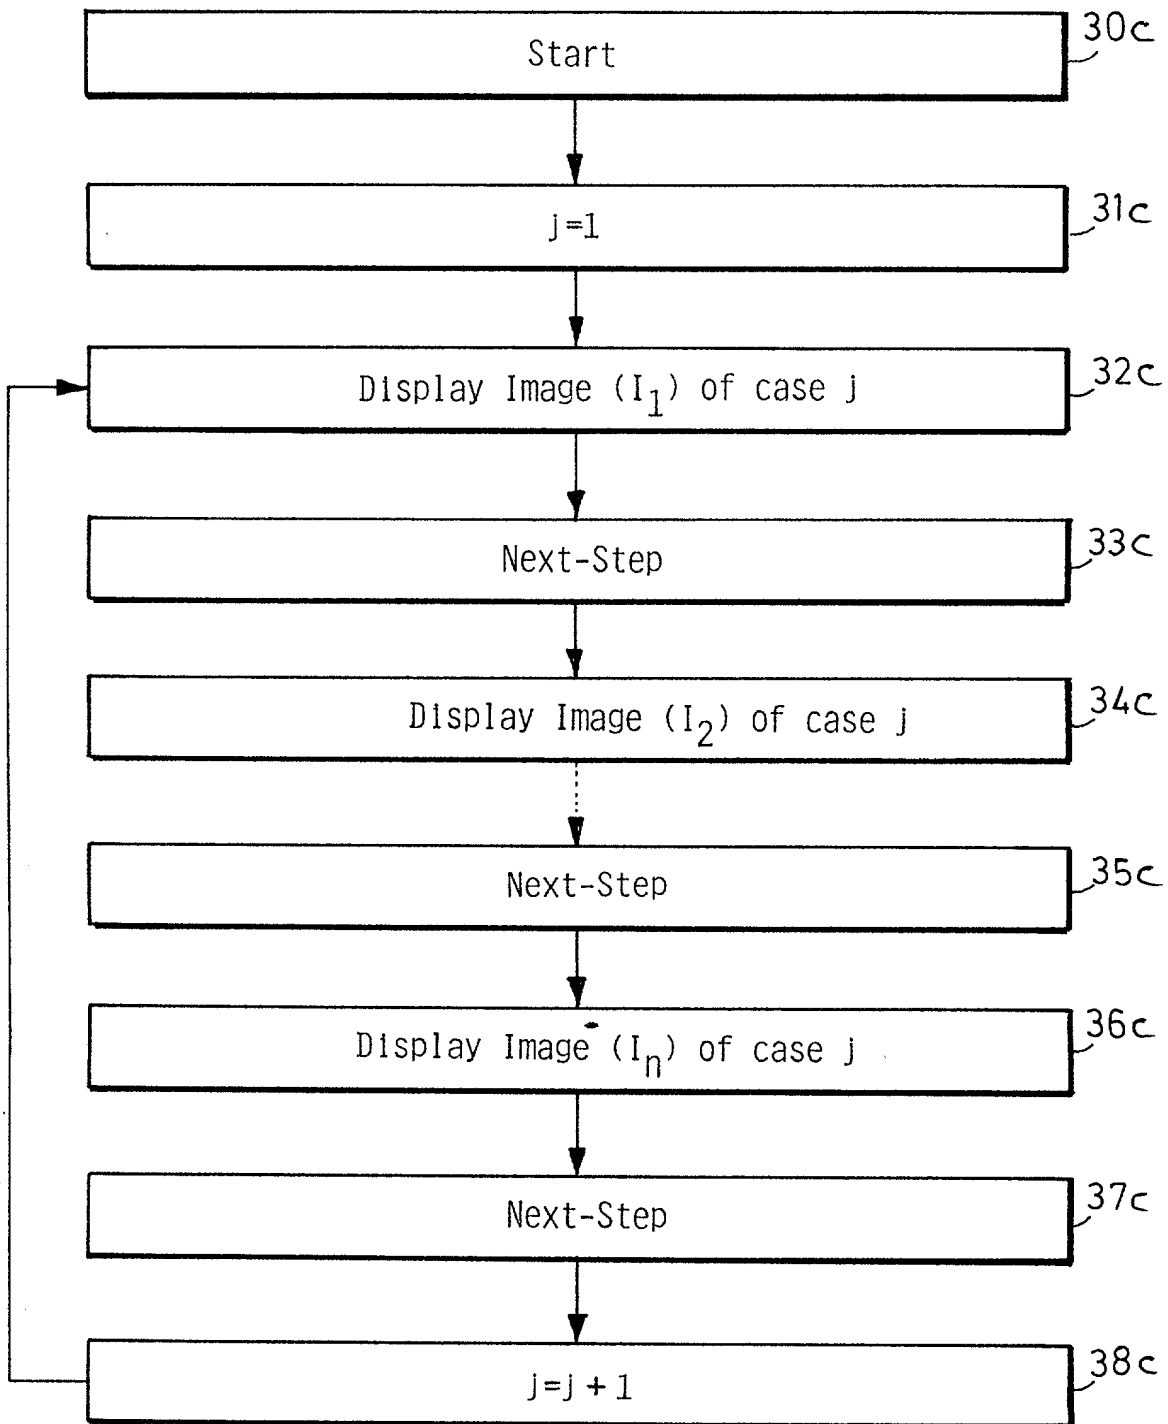 Start 30c
j=1 31c
Display Image (I₁) of case j 32c
Next-Step 33c
Display Image (I₂) of case j 34c
Next-Step 35c
Display Image (Iₙ) of case j 36c
Next-Step 37c
j=j+1 38c